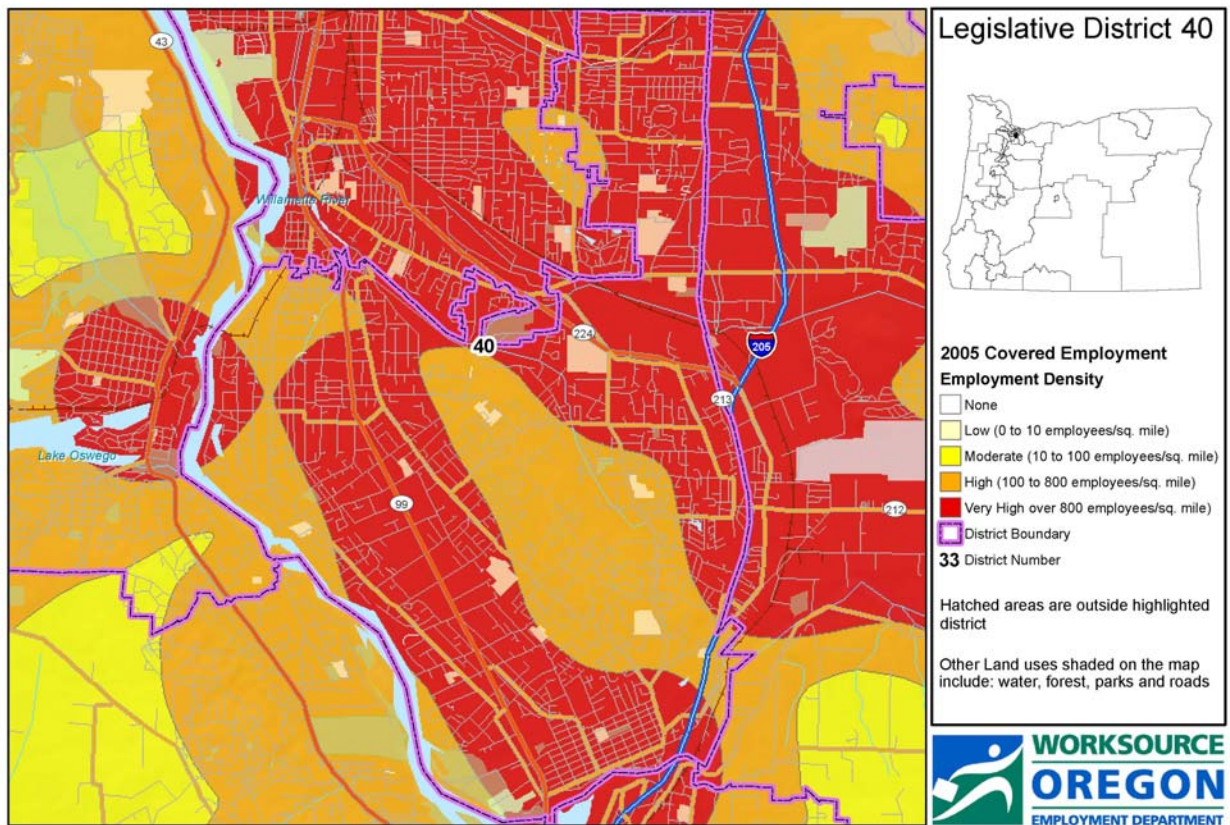 43
Willamette River
40
224
205
213
Lake Oswego
99
212
Legislative District 40
2005 Covered Employment
Employment Density
None
Low (0 to 10 employees/sq. mile)
Moderate (10 to 100 employees/sq. mile)
High (100 to 800 employees/sq. mile)
Very High over 800 employees/sq. mile)
District Boundary
33 District Number
Hatched areas are outside highlighted
district
Other Land uses shaded on the map
include: water, forest, parks and roads
WORKSOURCE
OREGON
EMPLOYMENT DEPARTMENT